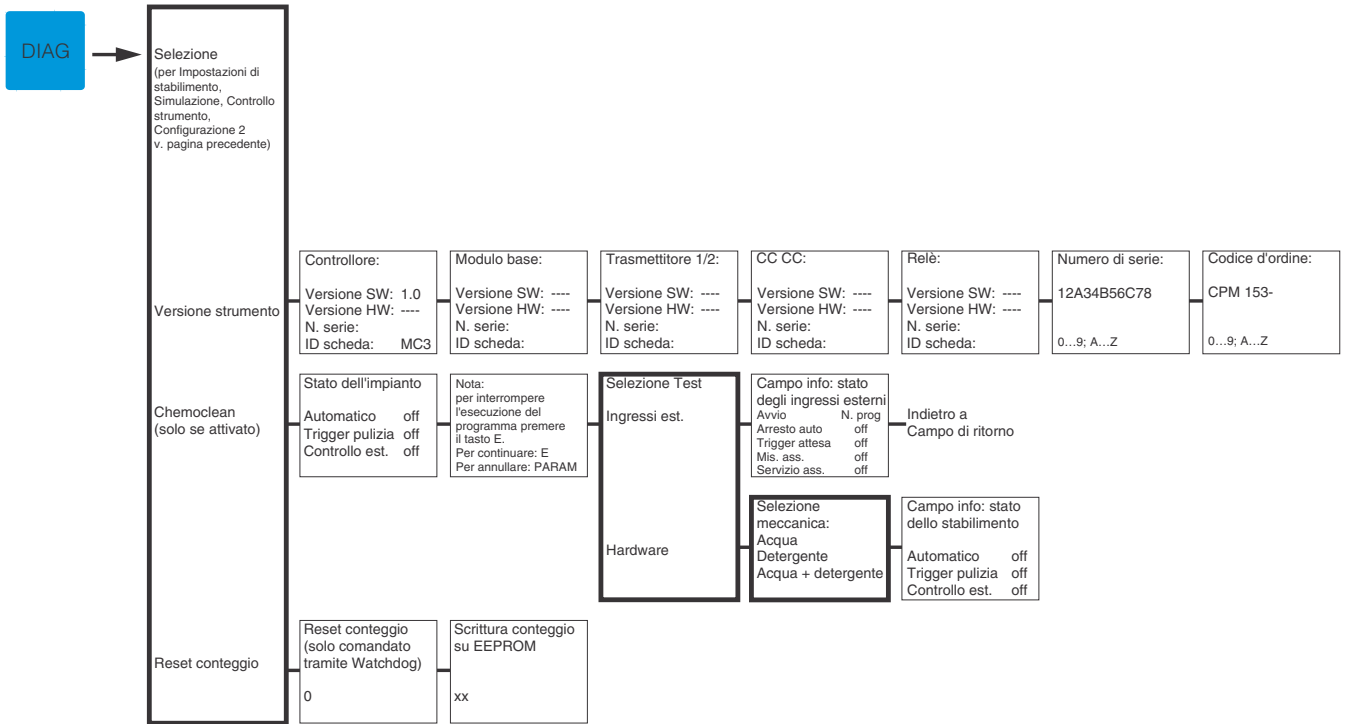 DIAG
Selezione
(per Impostazioni di
stabilimento,
Simulazione, Controllo
strumento,
Configurazione 2
v. pagina precedente)
Versione strumento
Controllore:
Versione SW: 1.0
Versione HW: ----
N. serie:
ID scheda: MC3
Modulo base:
Versione SW: ----
Versione HW: ----
N. serie:
ID scheda:
Trasmettitore 1/2:
Versione SW: ----
Versione HW: ----
N. serie:
ID scheda:
CC CC:
Versione SW: ----
Versione HW: ----
N. serie:
ID scheda:
Relè:
Versione SW: ----
Versione HW: ----
N. serie:
ID scheda:
Numero di serie:
12A34B56C78
0…9; A…Z
Codice d'ordine:
CPM 153-
0…9; A…Z
Chemoclean
(solo se attivato)
Stato dell'impianto
Automatico off
Trigger pulizia off
Controllo est. off
Nota:
per interrompere
l'esecuzione del
programma premere
il tasto E.
Per continuare: E
Per annullare: PARAM
Selezione Test
Ingressi est.
Hardware
Campo info: stato
degli ingressi esterni
Avvio N. prog
Arresto auto off
Trigger attesa off
Mis. ass. off
Servizio ass. off
Indietro a
Campo di ritorno
Selezione
meccanica:
Acqua
Detergente
Acqua + detergente
Campo info: stato
dello stabilimento
Automatico off
Trigger pulizia off
Controllo est. off
Reset conteggio
Reset conteggio
(solo comandato
tramite Watchdog)
0
Scrittura conteggio
su EEPROM
xx